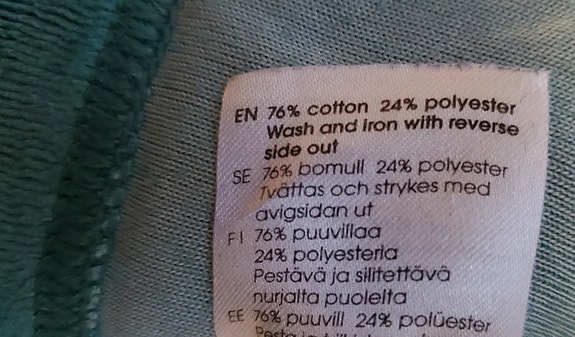 EN 76% cotton 24% polyester
Wash and iron with reverse
side out
SE 76% bomull 24% polyester
Tvättas och strykes med
avigsidan ut
FI 76% puuvillaa
24% polyesteria
Pestävä ja silitettävä
nurjalta puolelta
EE 76% puuvill 24% polüester